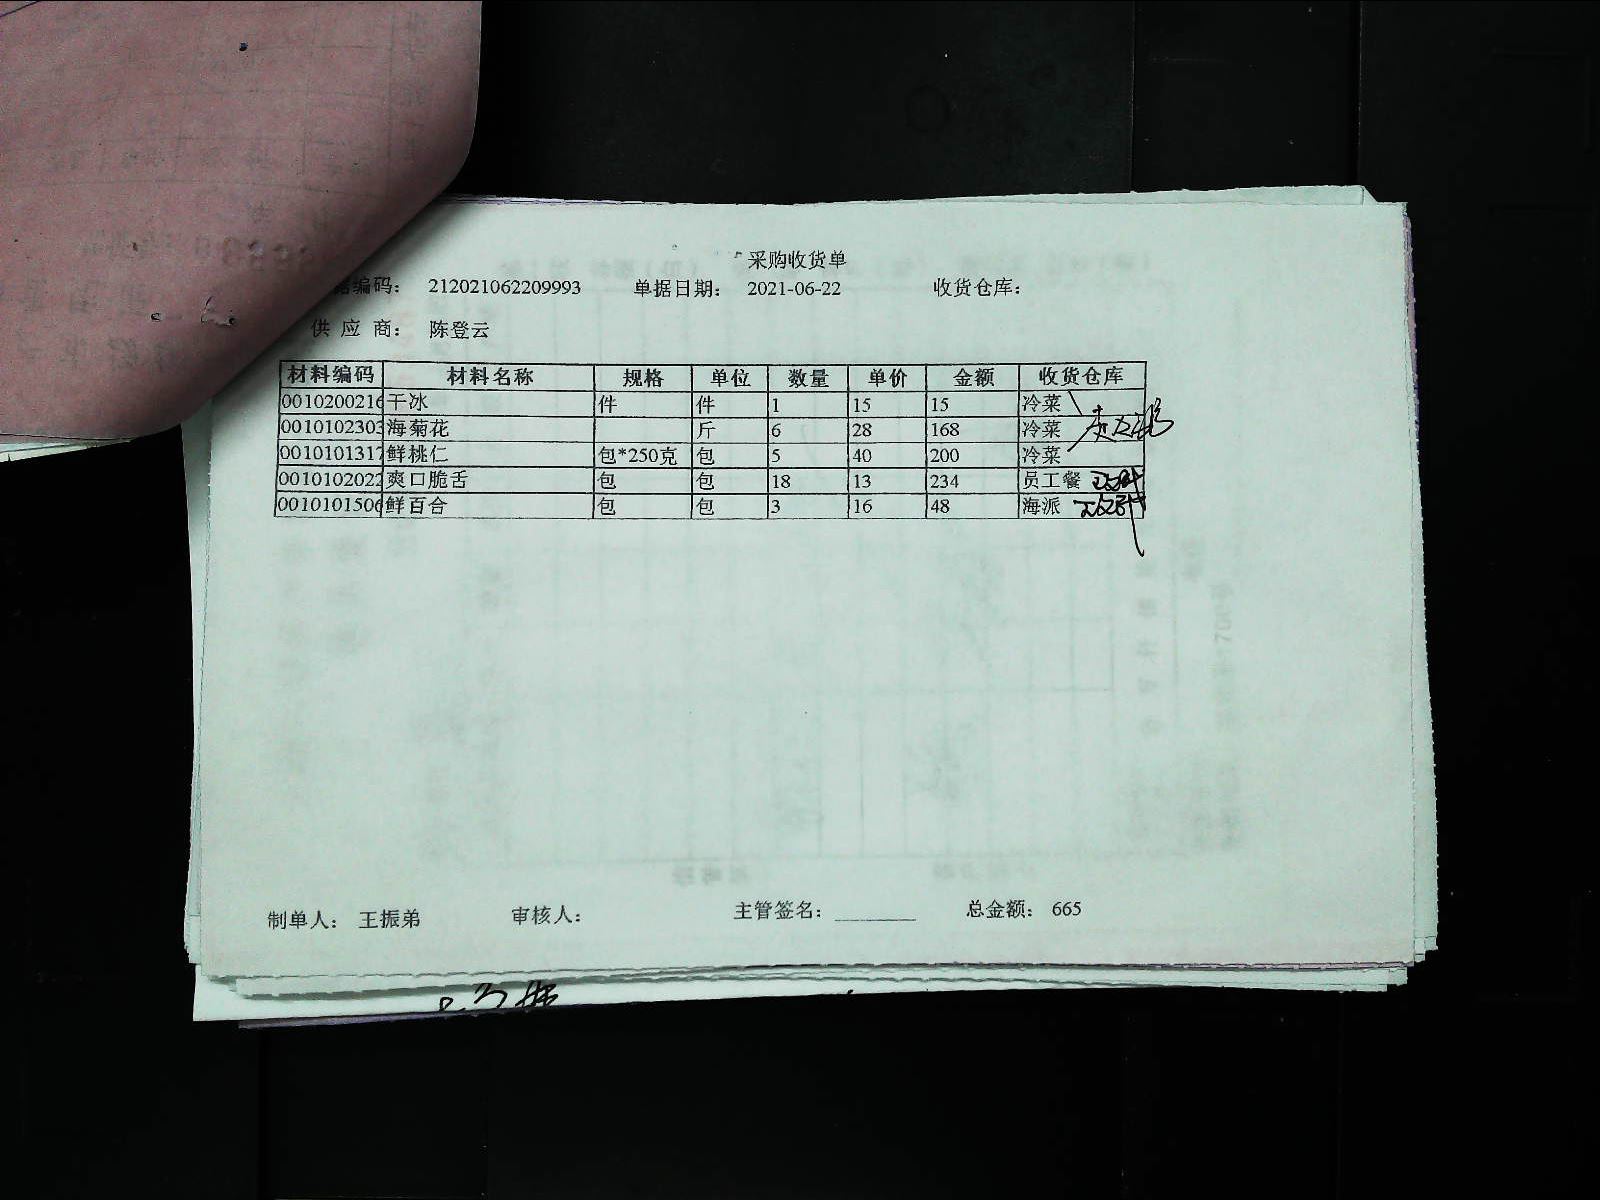 采购收货单
编码： 212021062209993 单据日期： 2021-06-22 收货仓库：
供应商： 陈登云
材料编码 材料名称 规格 单位 数量 单价 金额 收货仓库
0010200216 干冰 件 件 1 15 15 冷菜
0010102303 海菊花 斤 6 28 168 冷菜
0010101317 鲜桃仁 包*250克 包 5 40 200 冷菜
0010102022 爽口脆舌 包 包 18 13 234 员工餐
0010101506 鲜百合 包 包 3 16 48 海派
制单人： 王振弟 审核人： 主管签名： ________ 总金额： 665